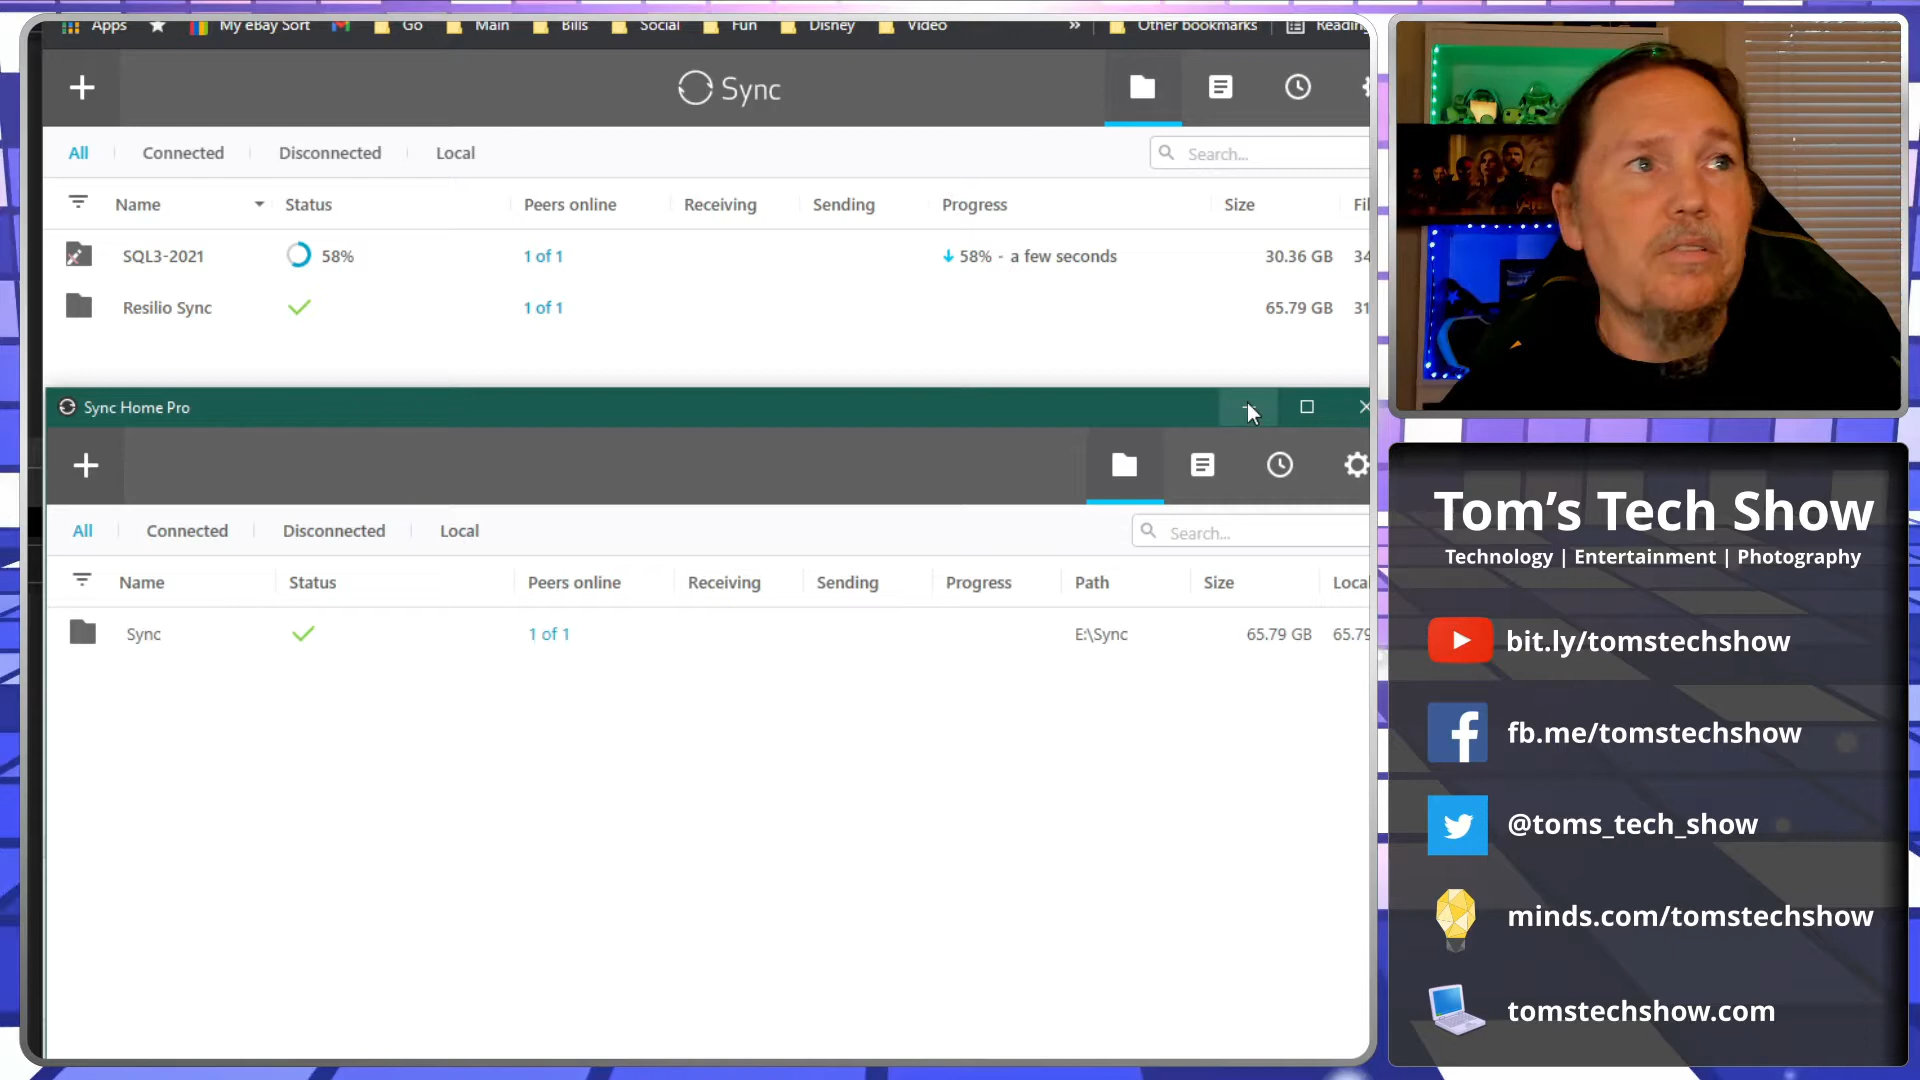 Apps My eBay Sort Go Main Bills Social Fun Disney Video » Other bookmarks
+ Sync
All Connected Disconnected Local Search...
Name Status Peers online Receiving Sending Progress Size
SQL3-2021 58% 1 of 1 58% - a few seconds 30.36 GB 34
Resilio Sync 1 of 1 65.79 GB 31
Sync Home Pro
+
All Connected Disconnected Local Search...
Name Status Peers online Receiving Sending Progress Path Size
Sync 1 of 1 E:\Sync 65.79 GB 65.79
Tom's Tech Show
Technology | Entertainment | Photography
bit.ly/tomstechshow
fb.me/tomstechshow
@toms_tech_show
minds.com/tomstechshow
tomstechshow.com